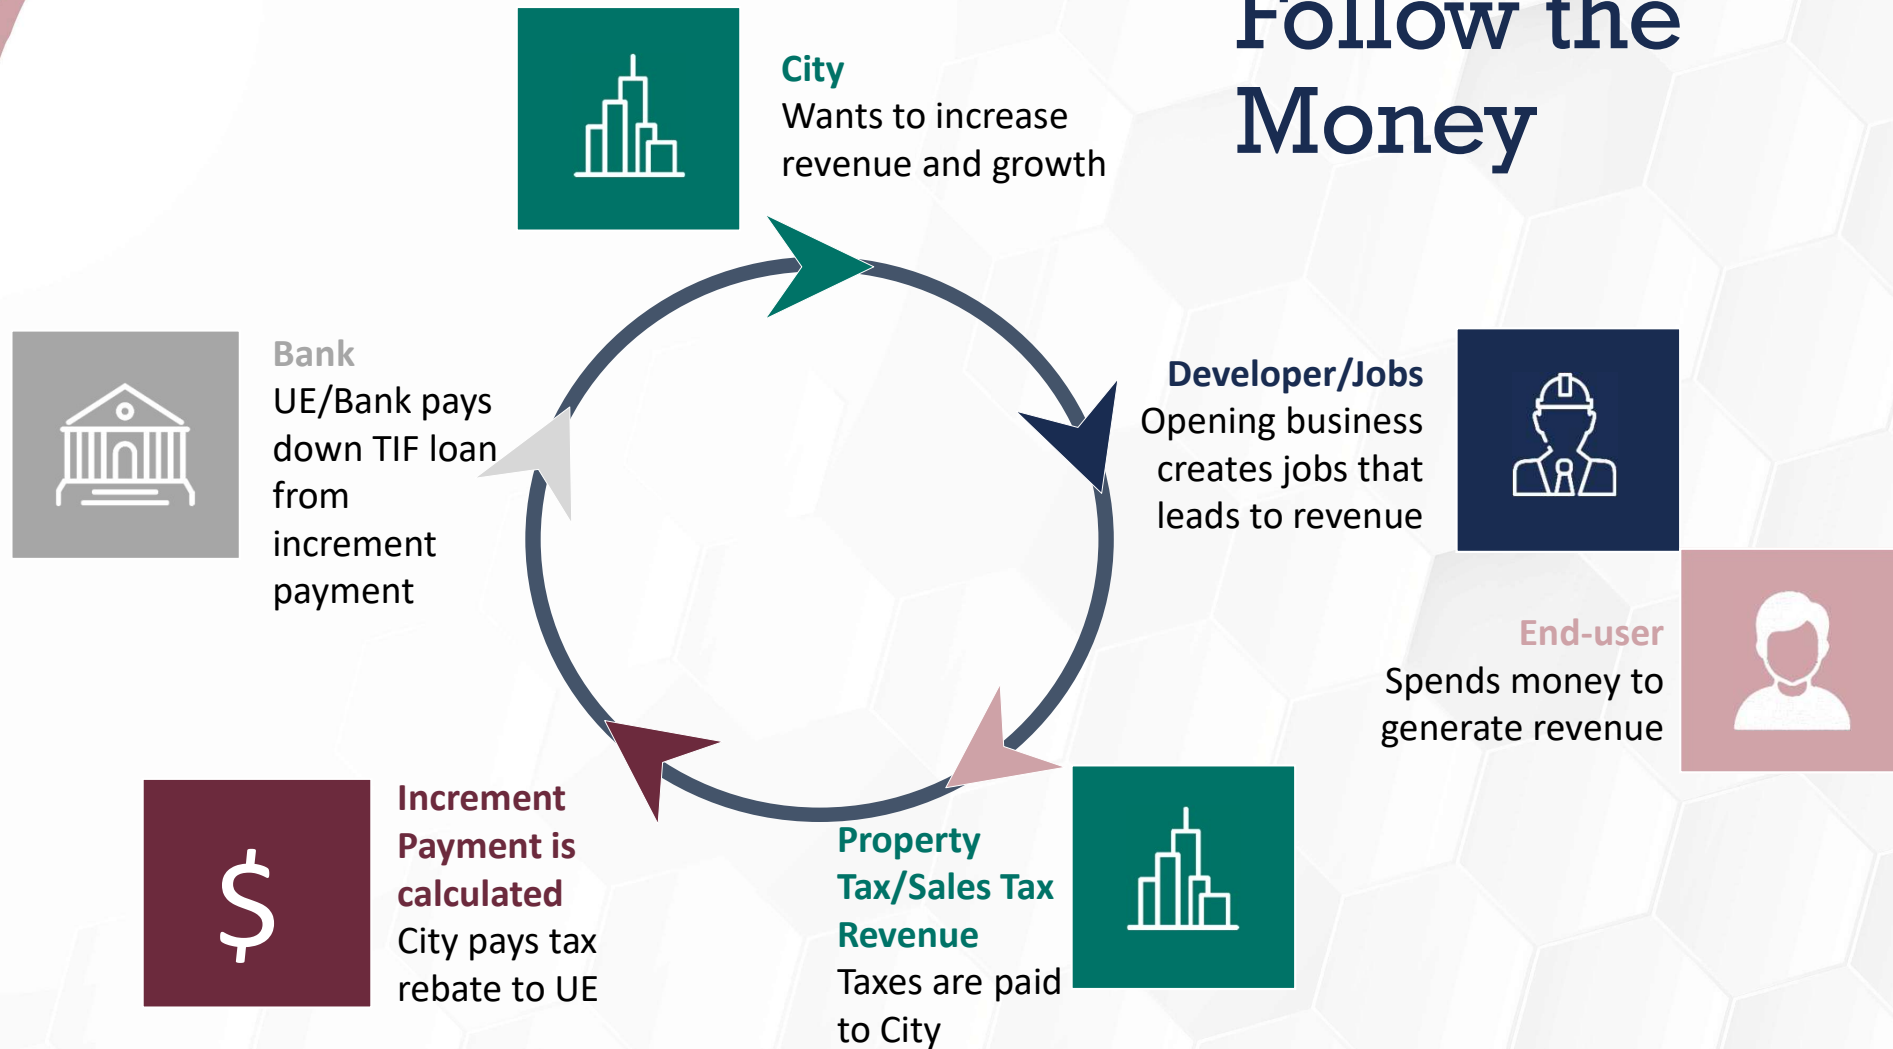 Follow the
Money
City
Wants to increase
revenue and growth
Developer/Jobs
Opening business
creates jobs that
leads to revenue
End-user
Spends money to
generate revenue
Property
Tax/Sales Tax
Revenue
Taxes are paid
to City
$
Increment
Payment is
calculated
City pays tax
rebate to UE
Bank
UE/Bank pays
down TIF loan
from
increment
payment